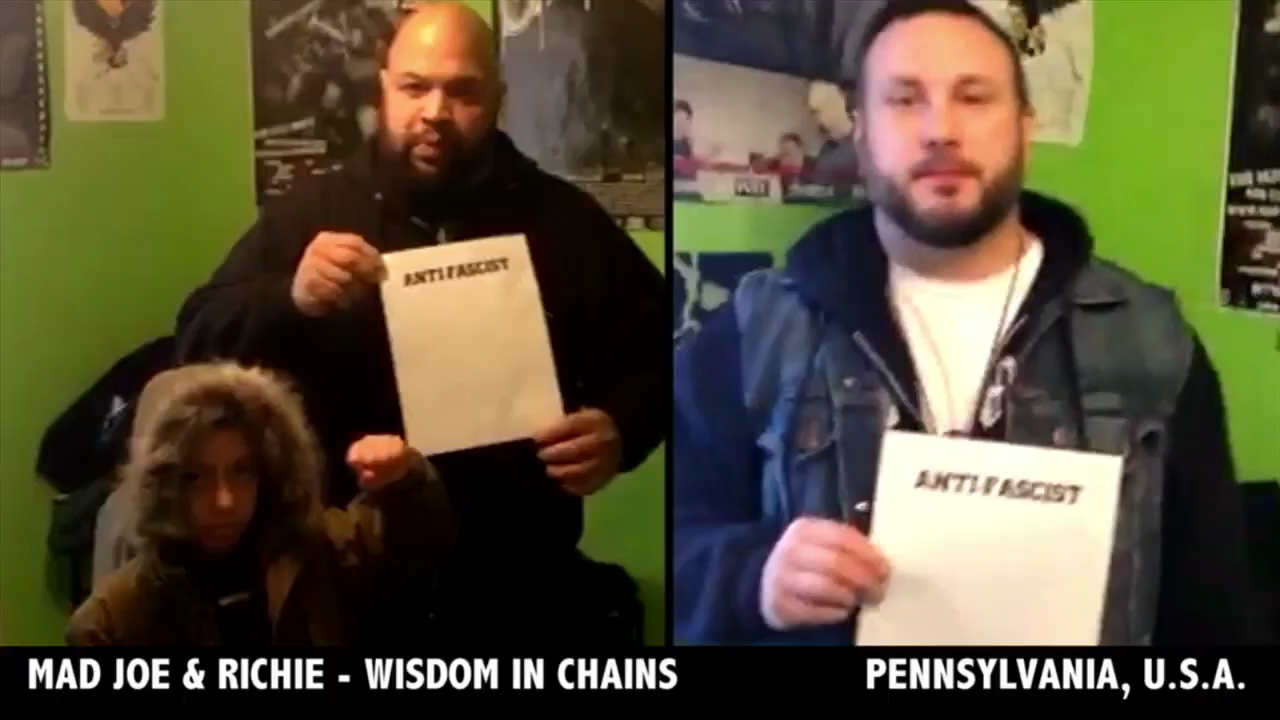 ANTI-FASCIST
ANTI-FASCIST
MAD JOE & RICHIE - WISDOM IN CHAINS
PENNSYLVANIA, U.S.A.